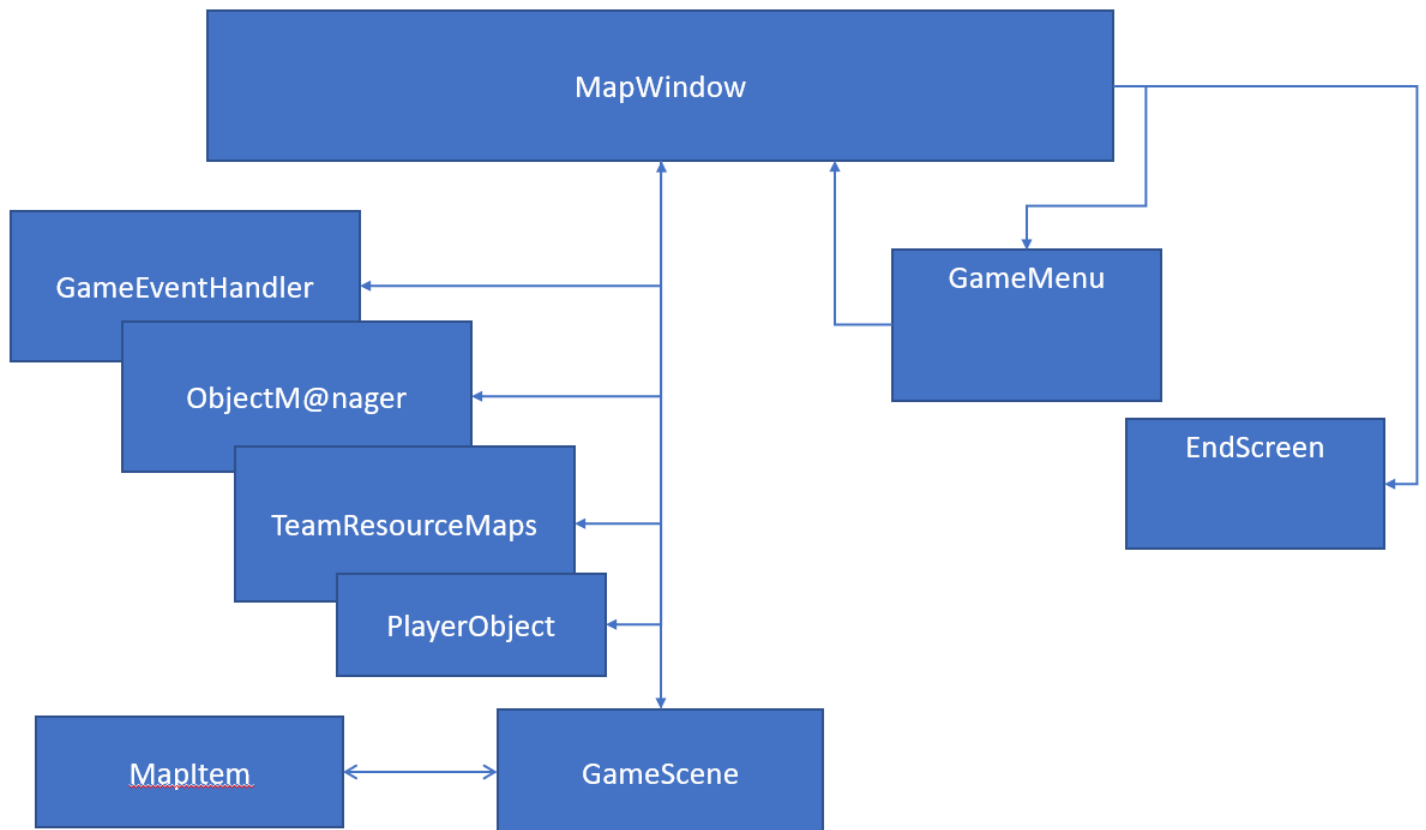 MapWindow
GameEventHandler
GameMenu
ObjectM@nager
EndScreen
TeamResourceMaps
PlayerObject
MapItem
GameScene